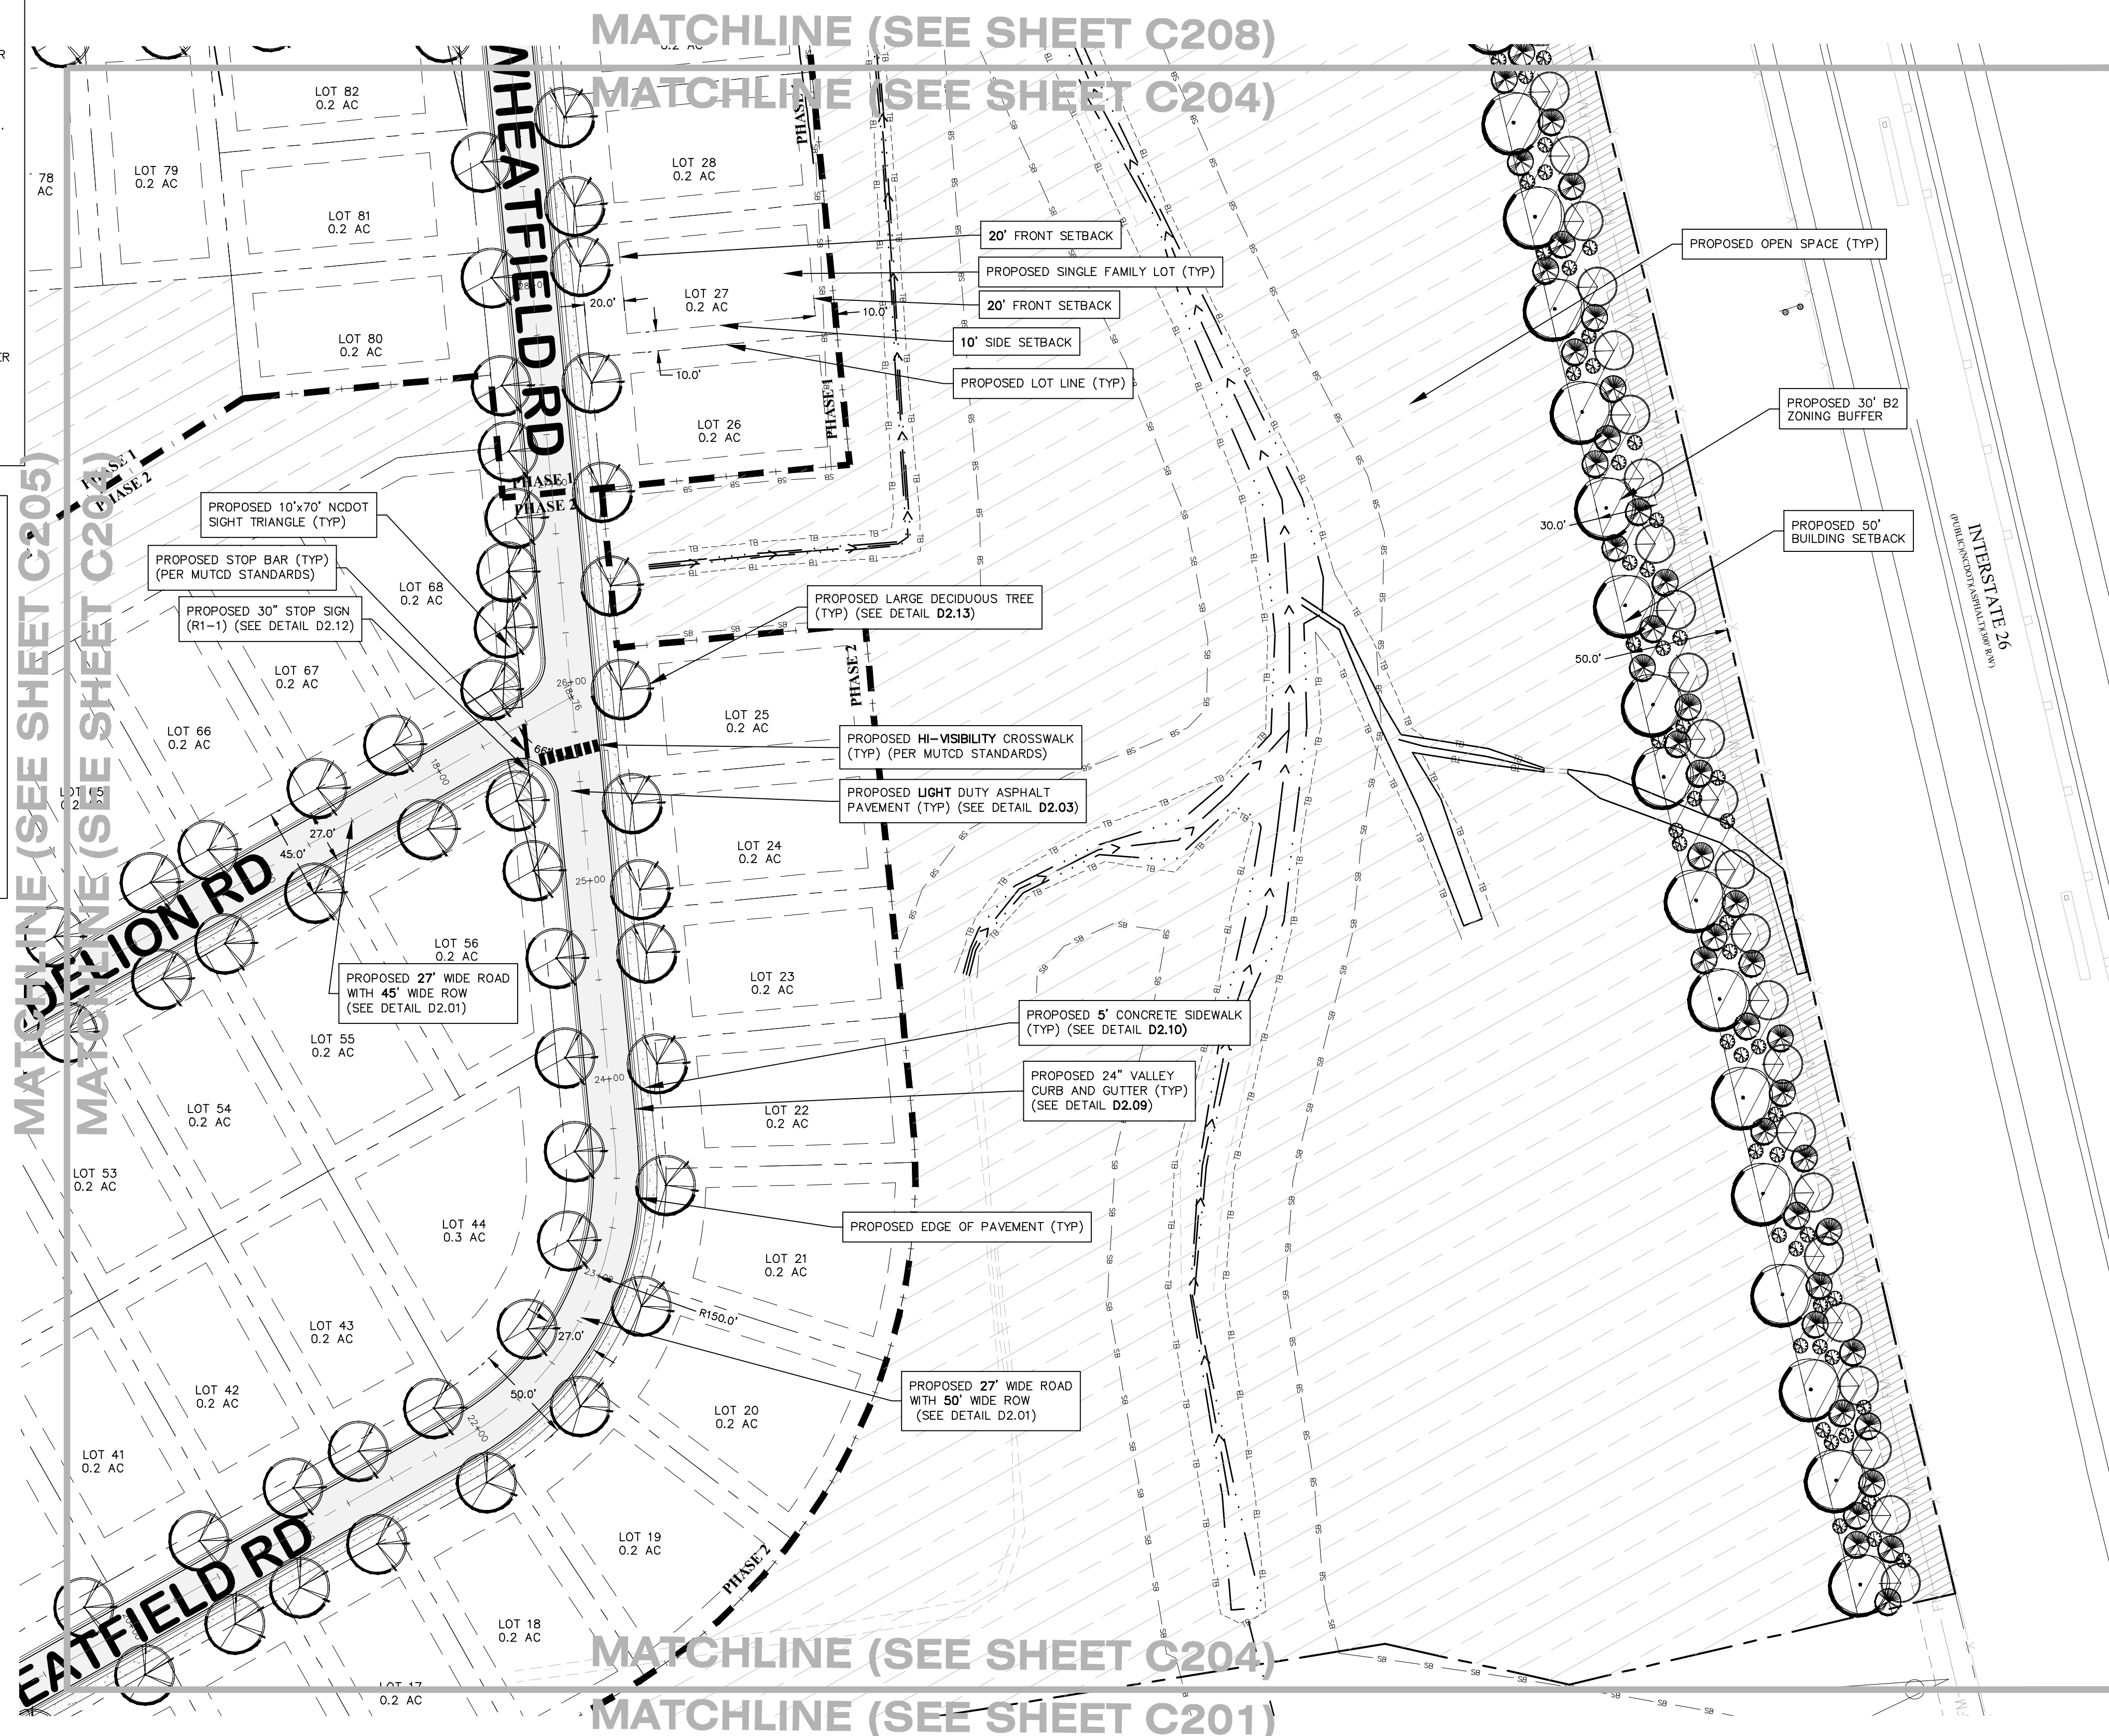 MATCHLINE (SEE SHEET C208)
MATCHLINE (SEE SHEET C204)
MATCHLINE (SEE SHEET C205)
MATCHLINE (SEE SHEET C204)
WHEATFIELD RD
LOT 82
0.2 AC
LOT 79
0.2 AC
78
AC
LOT 81
0.2 AC
LOT 80
0.2 AC
LOT 28
0.2 AC
LOT 27
0.2 AC
LOT 26
0.2 AC
20.0'
10.0'
10.0'
20' FRONT SETBACK
PROPOSED SINGLE FAMILY LOT (TYP)
20' FRONT SETBACK
10' SIDE SETBACK
PROPOSED LOT LINE (TYP)
PROPOSED OPEN SPACE (TYP)
PROPOSED 30' B2
ZONING BUFFER
PROPOSED 50'
BUILDING SETBACK
30.0'
50.0'
INTERSTATE 26
(PUBLIC)(NCDOT)(ASPHALT)(300' R/W)
PHASE 1
PHASE 2
PHASE 1
PHASE 2
PHASE 1
PROPOSED 10'x70' NCDOT
SIGHT TRIANGLE (TYP)
PROPOSED STOP BAR (TYP)
(PER MUTCD STANDARDS)
PROPOSED 30" STOP SIGN
(R1-1) (SEE DETAIL D2.12)
LOT 68
0.2 AC
LOT 67
0.2 AC
LOT 66
0.2 AC
PROPOSED LARGE DECIDUOUS TREE
(TYP) (SEE DETAIL D2.13)
PHASE 2
26+00
LOT 25
0.2 AC
PROPOSED HI-VISIBILITY CROSSWALK
(TYP) (PER MUTCD STANDARDS)
PROPOSED LIGHT DUTY ASPHALT
PAVEMENT (TYP) (SEE DETAIL D2.03)
18+00
27.0'
45.0'
DELION RD
LOT 24
0.2 AC
25+00
LOT 56
0.2 AC
PROPOSED 27' WIDE ROAD
WITH 45' WIDE ROW
(SEE DETAIL D2.01)
LOT 55
0.2 AC
LOT 23
0.2 AC
PROPOSED 5' CONCRETE SIDEWALK
(TYP) (SEE DETAIL D2.10)
PROPOSED 24" VALLEY
CURB AND GUTTER (TYP)
(SEE DETAIL D2.09)
24+00
LOT 54
0.2 AC
LOT 22
0.2 AC
LOT 53
0.2 AC
LOT 44
0.3 AC
PROPOSED EDGE OF PAVEMENT (TYP)
LOT 21
0.2 AC
23+00
R150.0'
27.0'
LOT 43
0.2 AC
50.0'
PROPOSED 27' WIDE ROAD
WITH 50' WIDE ROW
(SEE DETAIL D2.01)
LOT 42
0.2 AC
LOT 20
0.2 AC
22+00
LOT 41
0.2 AC
LOT 19
0.2 AC
PHASE 2
EATFIELD RD
LOT 18
0.2 AC
LOT 17
0.2 AC
MATCHLINE (SEE SHEET C204)
MATCHLINE (SEE SHEET C201)